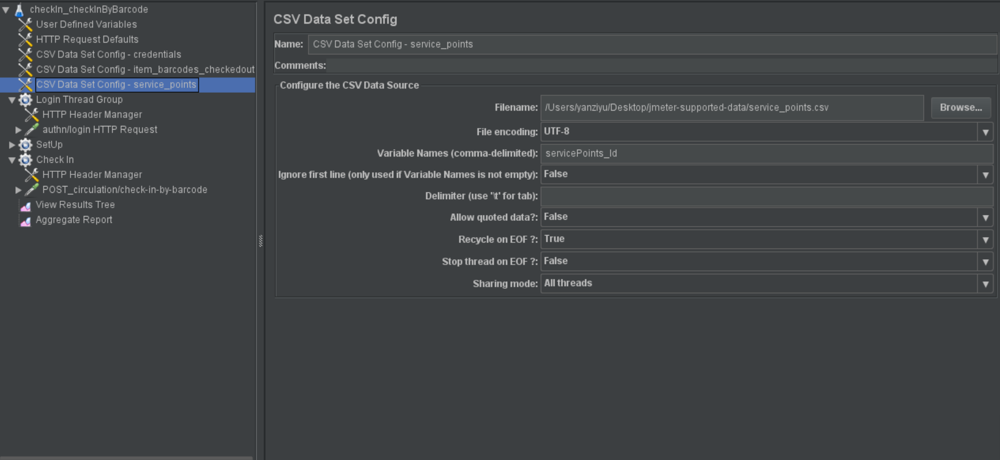 checkIn_checkInByBarcode
User Defined Variables
HTTP Request Defaults
CSV Data Set Config - credentials
CSV Data Set Config - item_barcodes_checkedout
CSV Data Set Config - service_points
Login Thread Group
HTTP Header Manager
authn/login HTTP Request
SetUp
Check In
HTTP Header Manager
POST_circulation/check-in-by-barcode
View Results Tree
Aggregate Report
CSV Data Set Config
Name: CSV Data Set Config - service_points
Comments:
Configure the CSV Data Source
Filename: /Users/yanziyu/Desktop/jmeter-supported-data/service_points.csv Browse...
File encoding: UTF-8
Variable Names (comma-delimited): servicePoints_Id
Ignore first line (only used if Variable Names is not empty): False
Delimiter (use '\t' for tab):
Allow quoted data?: False
Recycle on EOF ?: True
Stop thread on EOF ?: False
Sharing mode: All threads